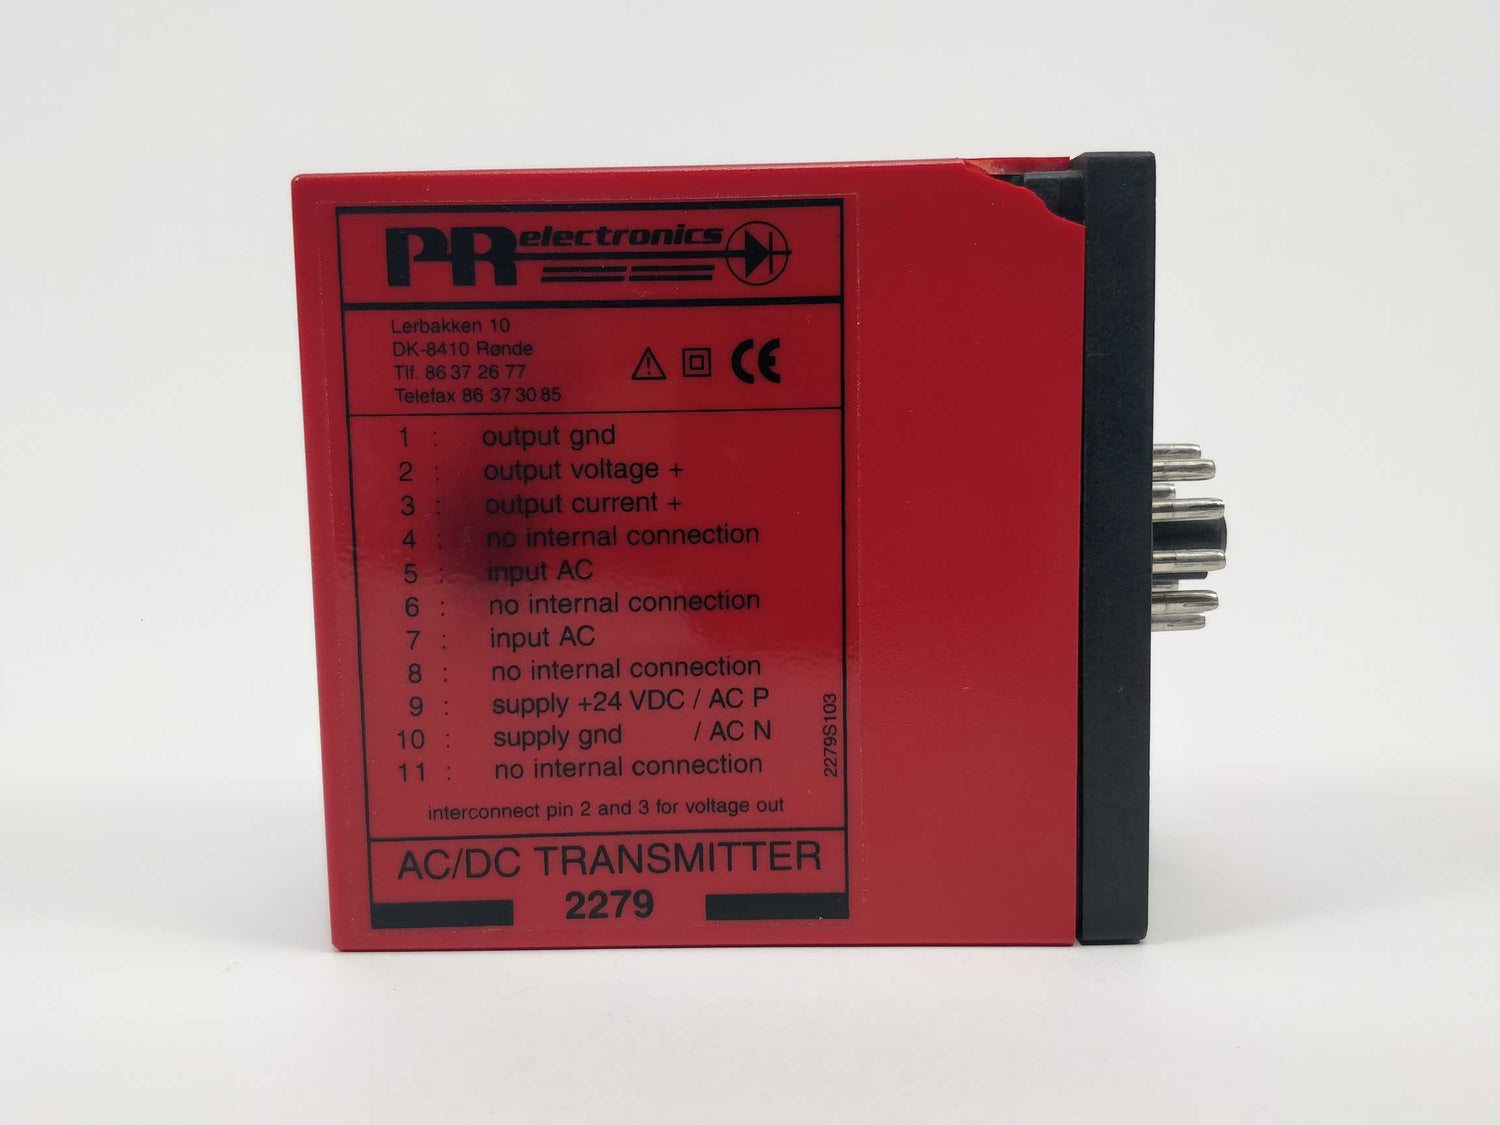 PR electronics
Lerbakken 10
DK-8410 Rønde
Tlf. 86 37 26 77
Telefax 86 37 30 85
CE
1 : output gnd
2 : output voltage +
3 : output current +
4 : no internal connection
5 : input AC
6 : no internal connection
7 : input AC
8 : no internal connection
9 : supply +24 VDC / AC P
10 : supply gnd / AC N
11 : no internal connection
2279S103
interconnect pin 2 and 3 for voltage out
AC/DC TRANSMITTER
2279